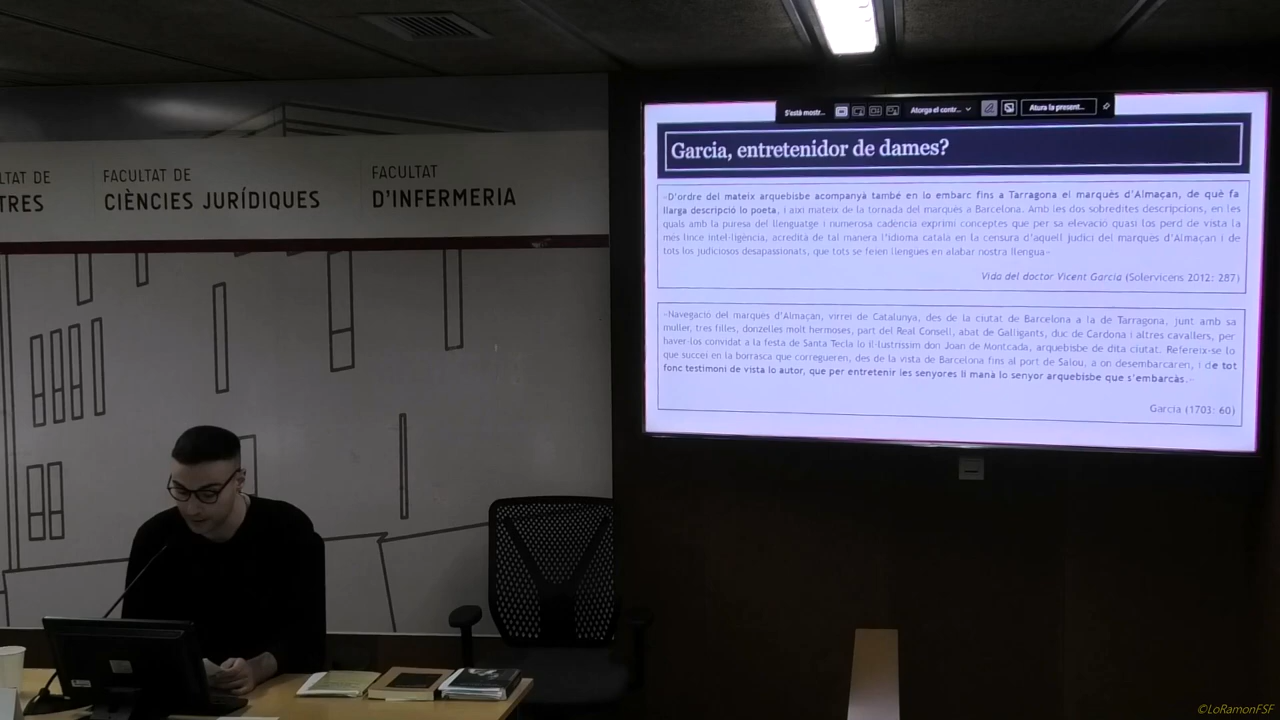 LTAT DE
TRES
FACULTAT DE
CIÈNCIES JURÍDIQUES
FACULTAT
D'INFERMERIA
S'està mostr...
Atorga el contr...
Atura la present...
Garcia, entretenidor de dames?
«D'ordre del mateix arquebisbe acompanyà també en lo embarc fins a Tarragona el marquès d'Almaçan, de què fa
llarga descripció lo poeta, i així mateix de la tornada del marquès a Barcelona. Amb les dos sobredites descripcions, en les
quals amb la puresa del llenguatge i numerosa cadència exprimí conceptes que per sa elevació quasi los perd de vista la
més lince intel·ligència, acredità de tal manera l'idioma català en la censura d'aquell judici del marquès d'Almaçan i de
tots los judiciosos desapassionats, que tots se feien llengües en alabar nostra llengua»
Vida del doctor Vicent Garcia (Solervicens 2012: 287)
«Navegació del marquès d'Almaçan, virrei de Catalunya, des de la ciutat de Barcelona a la de Tarragona, junt amb sa
muller, tres filles, donzelles molt hermoses, part del Real Consell, abat de Galligants, duc de Cardona i altres cavallers, per
haver-los convidat a la festa de Santa Tecla lo il·lustríssim don Joan de Montcada, arquebisbe de dita ciutat. Refereix-se lo
que succeí en la borrasca que corregueren, des de la vista de Barcelona fins al port de Salou, a on desembarcaren, i de tot
fonc testimoni de vista lo autor, que per entretenir les senyores li manà lo senyor arquebisbe que s'embarcàs.»
Garcia (1703: 60)
©LoRamonFSF